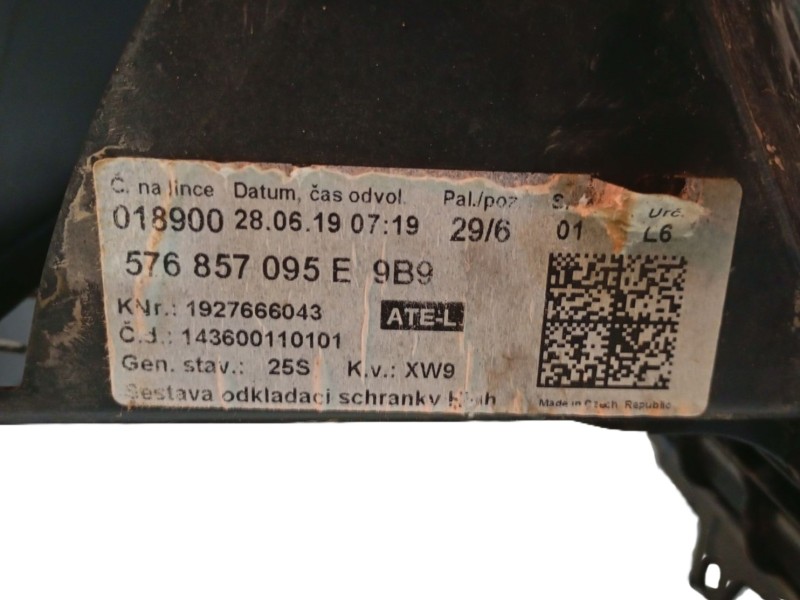 Č. na lince Datum, čas odvol. Pal./poz. S. Urč.
018900 28.06.19 07:19 29/6 01 L6
576 857 095 E 9B9
KNr.: 1927666043 ATE-L
Č.d.: 143600110101
Gen. stav.: 25S K.v.: XW9
Sestava odkladaci schranky
Made in Czech Republic